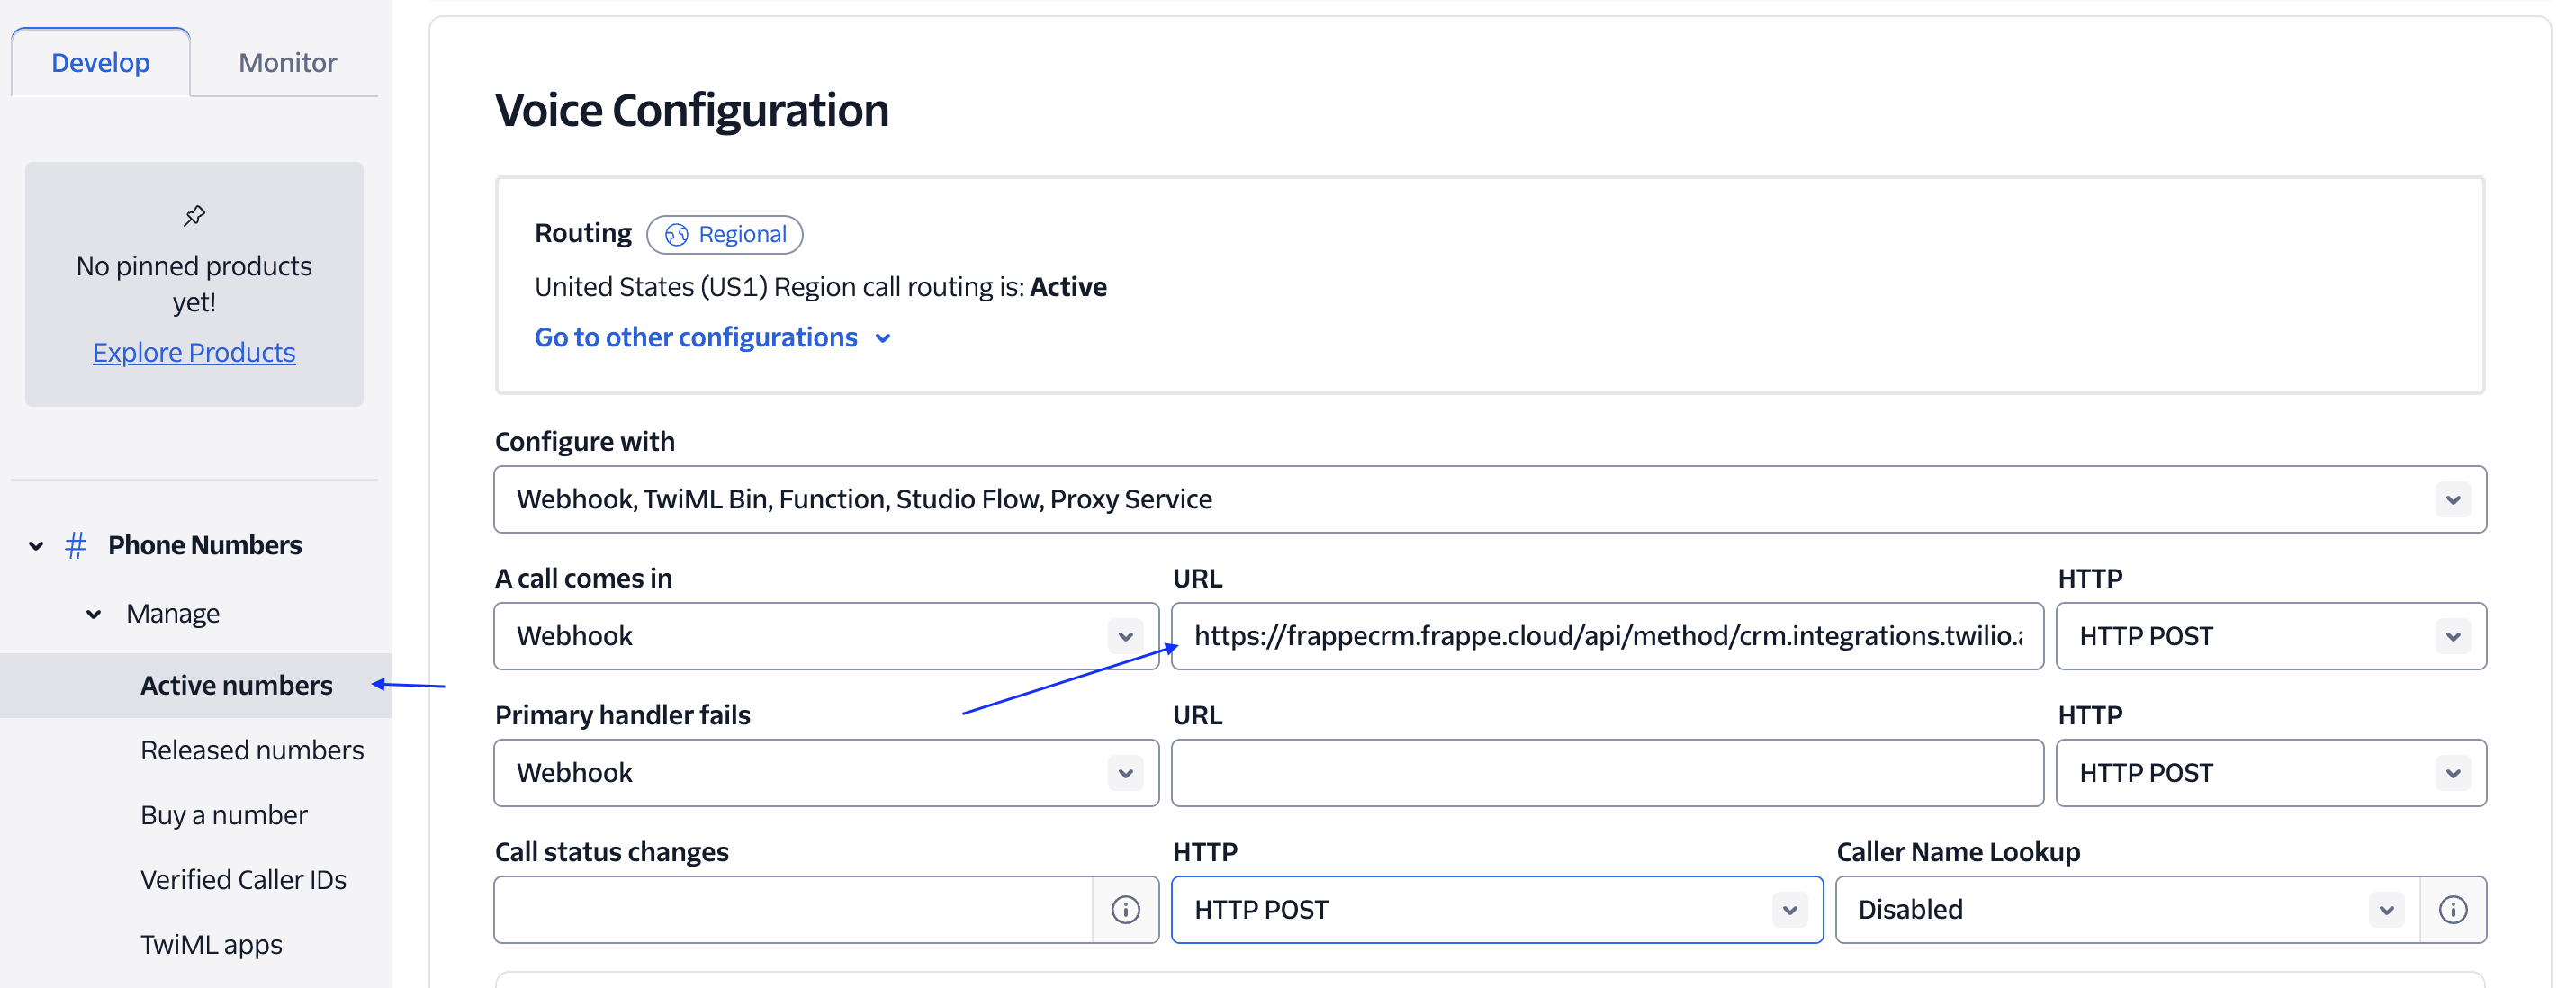 Develop
Monitor
No pinned products
yet!
Explore Products
# Phone Numbers
Manage
Active numbers
Released numbers
Buy a number
Verified Caller IDs
TwiML apps
Voice Configuration
Routing Regional
United States (US1) Region call routing is: Active
Go to other configurations
Configure with
Webhook, TwiML Bin, Function, Studio Flow, Proxy Service
A call comes in URL HTTP
Webhook https://frappecrm.frappe.cloud/api/method/crm.integrations.twilio. HTTP POST
Primary handler fails URL HTTP
Webhook HTTP POST
Call status changes HTTP Caller Name Lookup
HTTP POST Disabled